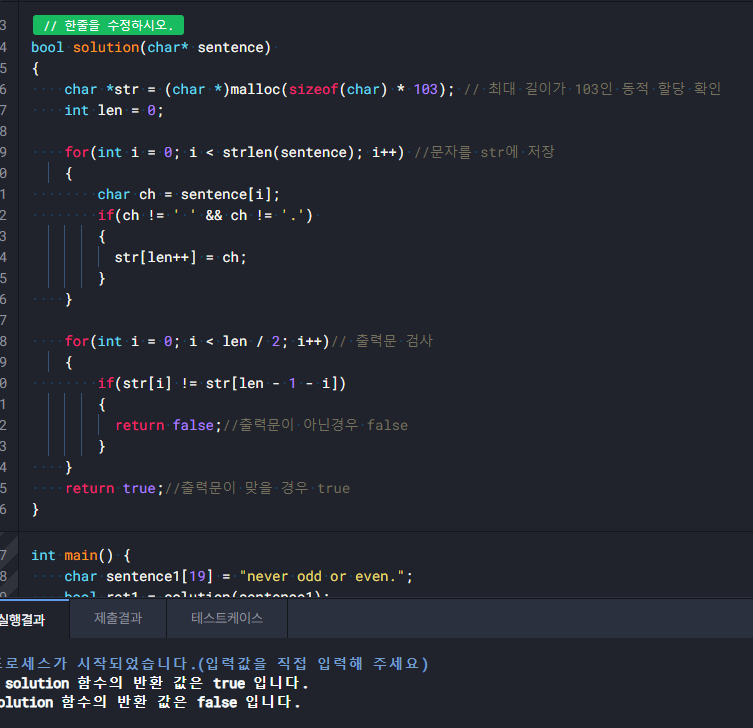 3 // 한줄을 수정하시오.
4 bool solution(char* sentence)
5 {
6 char *str = (char *)malloc(sizeof(char) * 103); // 최대 길이가 103인 동적 할당 확인
7 int len = 0;
8
9 for(int i = 0; i < strlen(sentence); i++) //문자를 str에 저장
0 {
1 char ch = sentence[i];
2 if(ch != ' ' && ch != '.')
3 {
4 str[len++] = ch;
5 }
6 }
7
8 for(int i = 0; i < len / 2; i++)// 출력문 검사
9 {
0 if(str[i] != str[len - 1 - i])
1 {
2 return false;//출력문이 아닌경우 false
3 }
4 }
5 return true;//출력문이 맞을 경우 true
6 }
7 int main() {
8 char sentence1[19] = "never odd or even.";
bool ret1 = solution(sentence1);
실행결과 제출결과 테스트케이스
프로세스가 시작되었습니다.(입력값을 직접 입력해 주세요)
solution 함수의 반환 값은 true 입니다.
olution 함수의 반환 값은 false 입니다.